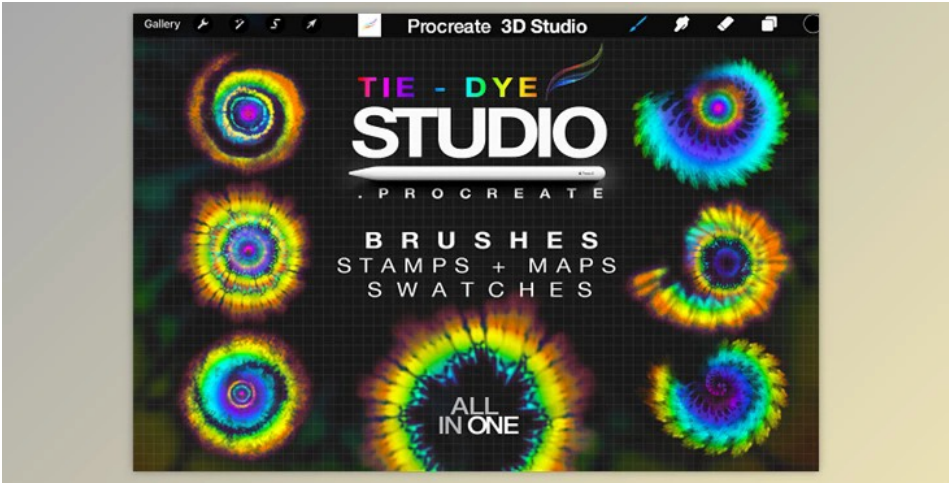 Gallery
Procreate 3D Studio
TIE - DYE
STUDIO
.PROCREATE
BRUSHES
STAMPS + MAPS
SWATCHES
ALL
IN ONE